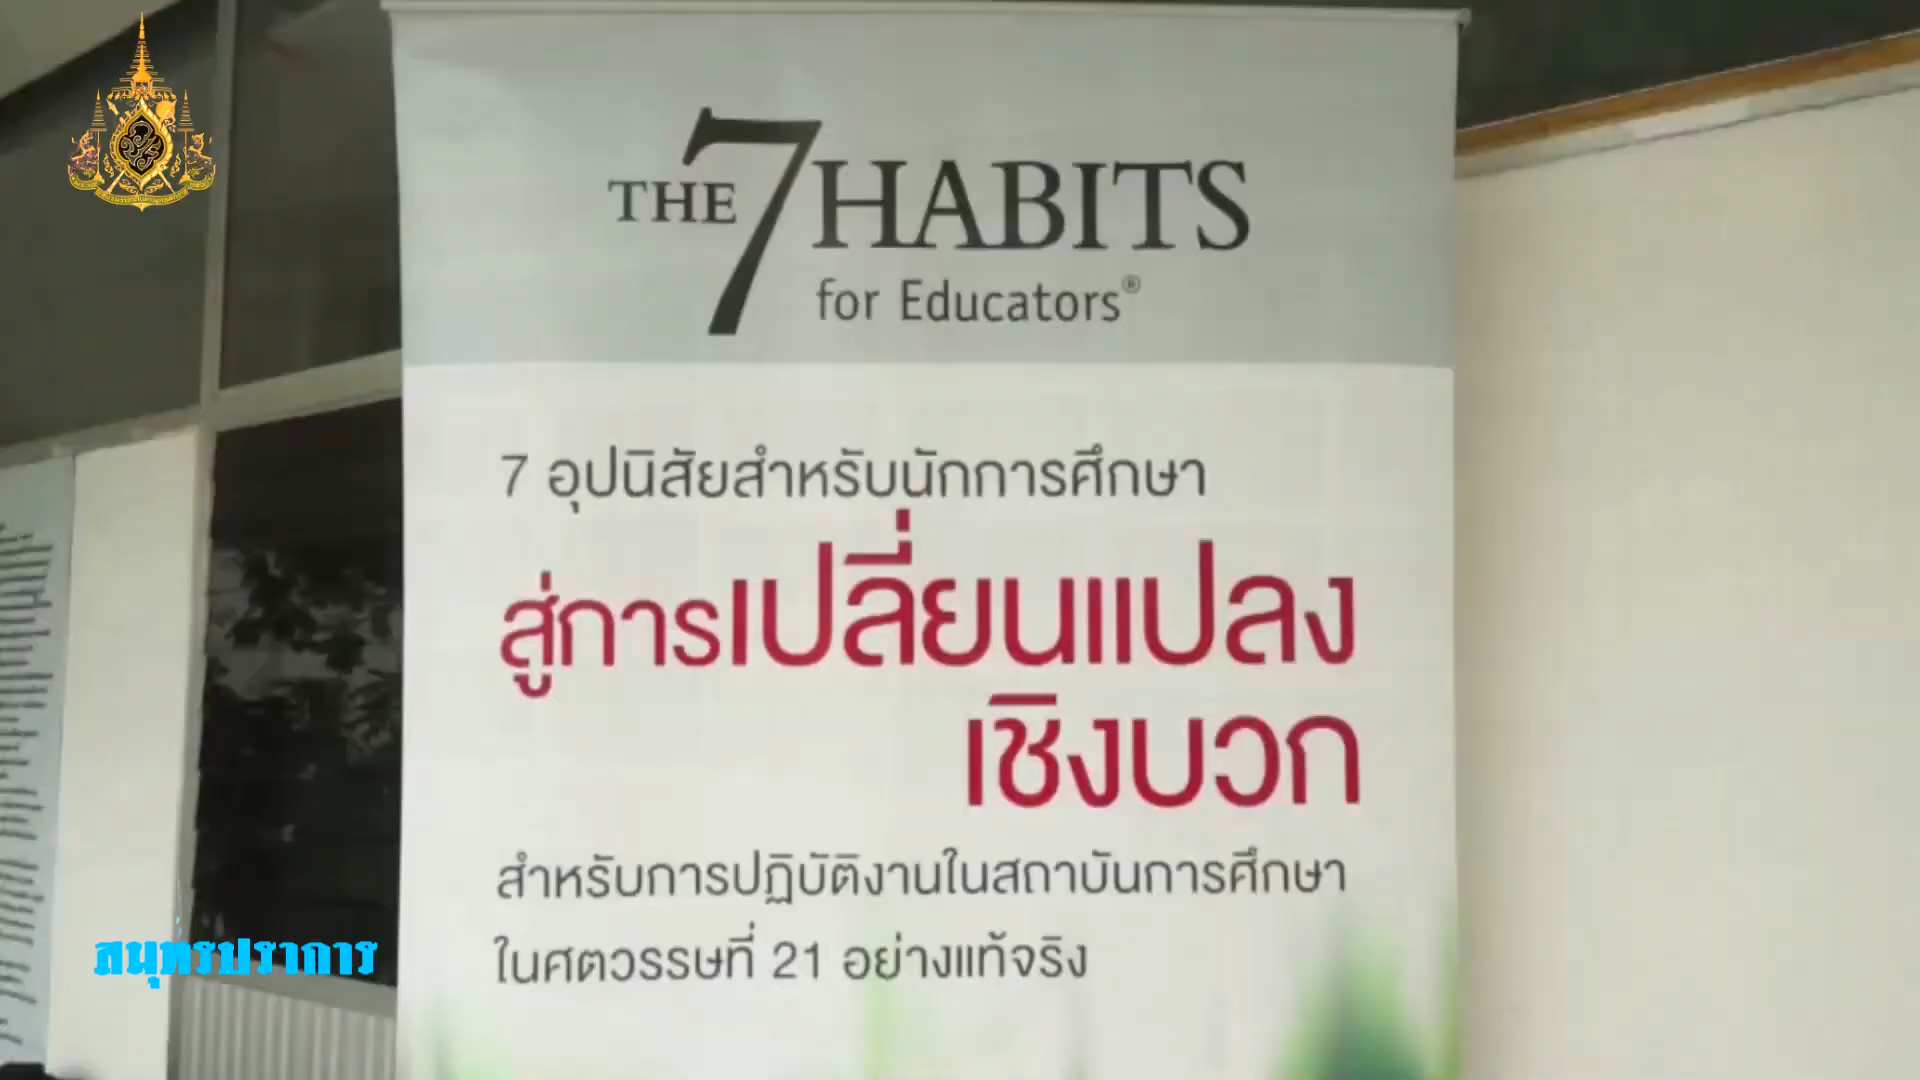 THE 7 HABITS
for Educators®
7 อุปนิสัยสำหรับนักการศึกษา
สู่การเปลี่ยนแปลง
เชิงบวก
สำหรับการปฏิบัติงานในสถาบันการศึกษา
ในศตวรรษที่ 21 อย่างแท้จริง
สมุทรปราการ